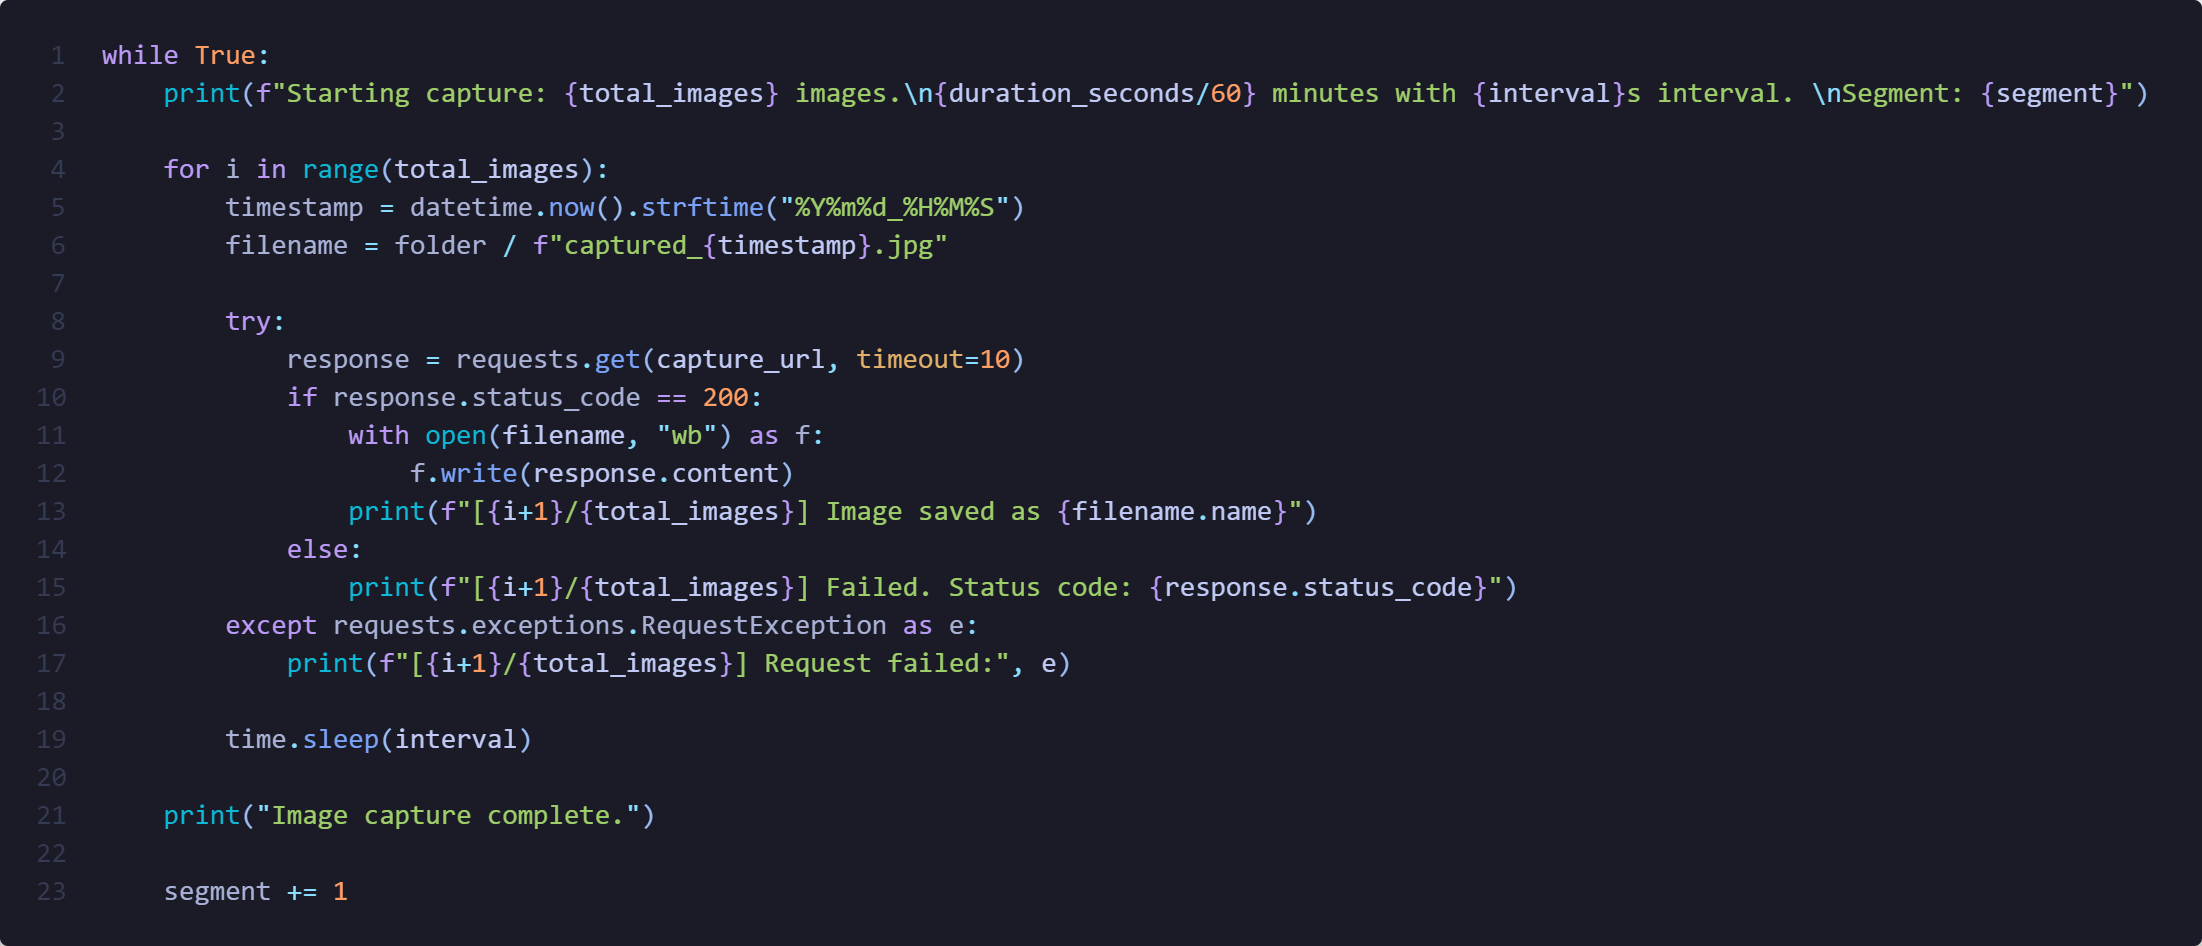 1 while True:
2     print(f"Starting capture: {total_images} images.\n{duration_seconds/60} minutes with {interval}s interval. \nSegment: {segment}")
3
4     for i in range(total_images):
5         timestamp = datetime.now().strftime("%Y%m%d_%H%M%S")
6         filename = folder / f"captured_{timestamp}.jpg"
7
8         try:
9             response = requests.get(capture_url, timeout=10)
10             if response.status_code == 200:
11                 with open(filename, "wb") as f:
12                     f.write(response.content)
13                 print(f"[{i+1}/{total_images}] Image saved as {filename.name}")
14             else:
15                 print(f"[{i+1}/{total_images}] Failed. Status code: {response.status_code}")
16         except requests.exceptions.RequestException as e:
17             print(f"[{i+1}/{total_images}] Request failed:", e)
18
19         time.sleep(interval)
20
21     print("Image capture complete.")
22
23     segment += 1